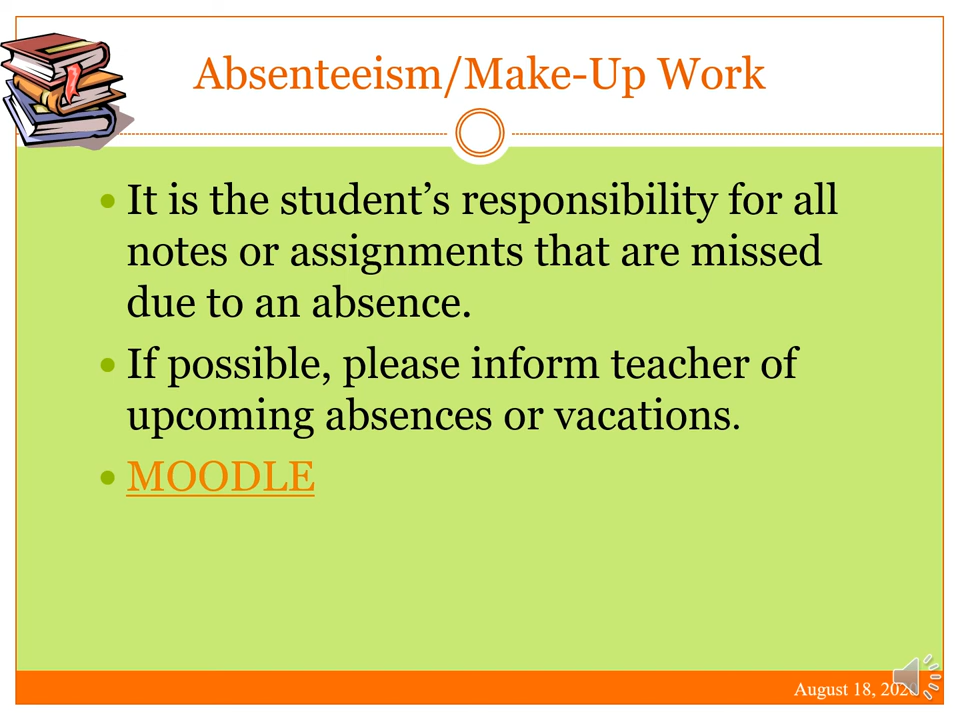 Absenteeism/Make-Up Work
• It is the student’s responsibility for all
notes or assignments that are missed
due to an absence.
• If possible, please inform teacher of
upcoming absences or vacations.
• MOODLE
August 18,